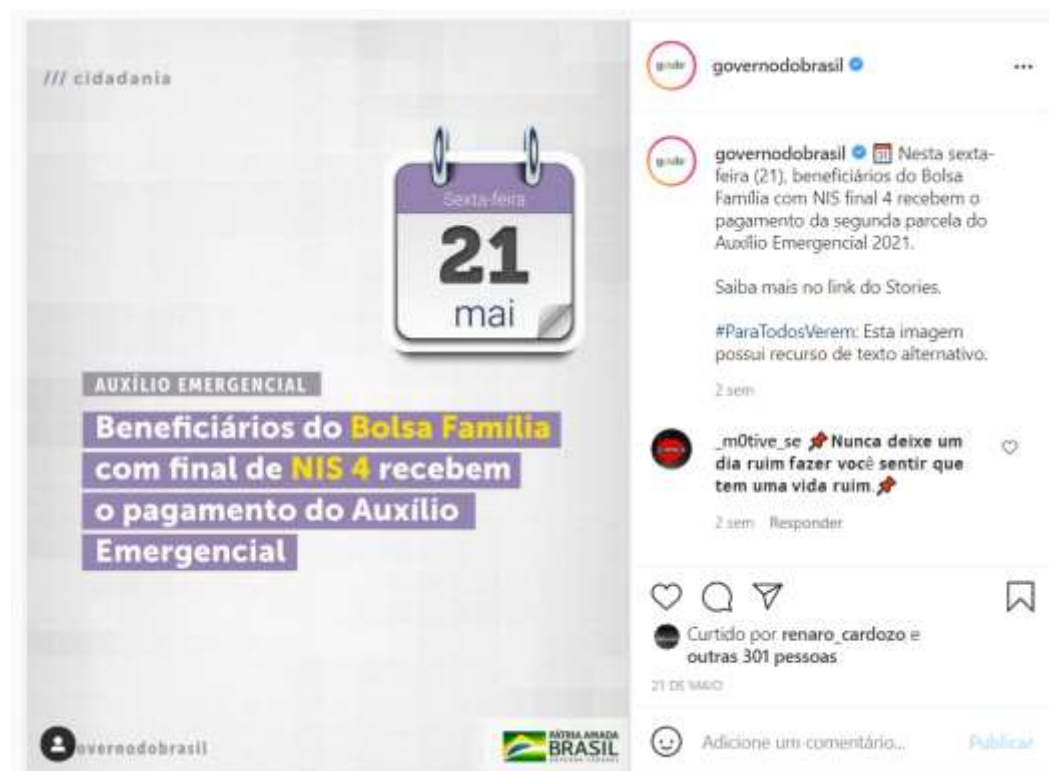 /// cidadania
Sexta-feira
21
mai
AUXÍLIO EMERGENCIAL
Beneficiários do Bolsa Família
com final de NIS 4 recebem
o pagamento do Auxílio
Emergencial
overnodobrasil
PÁTRIA AMADA
BRASIL
GOVERNO FEDERAL
governodobrasil
governodobrasil Nesta sexta-
feira (21), beneficiários do Bolsa
Família com NIS final 4 recebem o
pagamento da segunda parcela do
Auxílio Emergencial 2021.
Saiba mais no link do Stories.
#ParaTodosVerem: Esta imagem
possui recurso de texto alternativo.
2 sem
_m0tive_se 📌Nunca deixe um
dia ruim fazer você sentir que
tem uma vida ruim.📌
2 sem Responder
Curtido por renaro_cardozo e
outras 301 pessoas
21 DE MAIO
Adicione um comentário...
Publicar